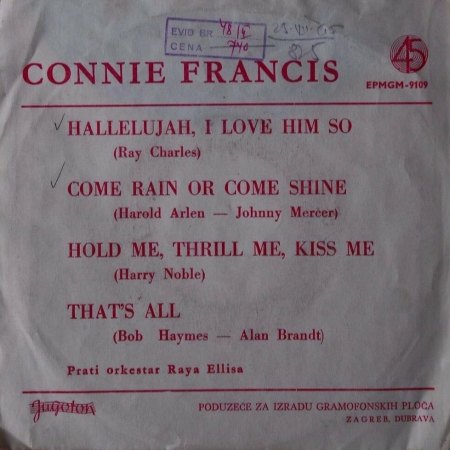 EVID BR. 48/I
CENA 740
45
CONNIE FRANCIS
EPMGM-9109
HALLELUJAH, I LOVE HIM SO
(Ray Charles)
COME RAIN OR COME SHINE
(Harold Arlen — Johnny Mercer)
HOLD ME, THRILL ME, KISS ME
(Harry Noble)
THAT'S ALL
(Bob Haymes — Alan Brandt)
Prati orkestar Raya Ellisa
Jugoton
PODUZEĆE ZA IZRADU GRAMOFONSKIH PLOČA
ZAGREB, DUBRAVA